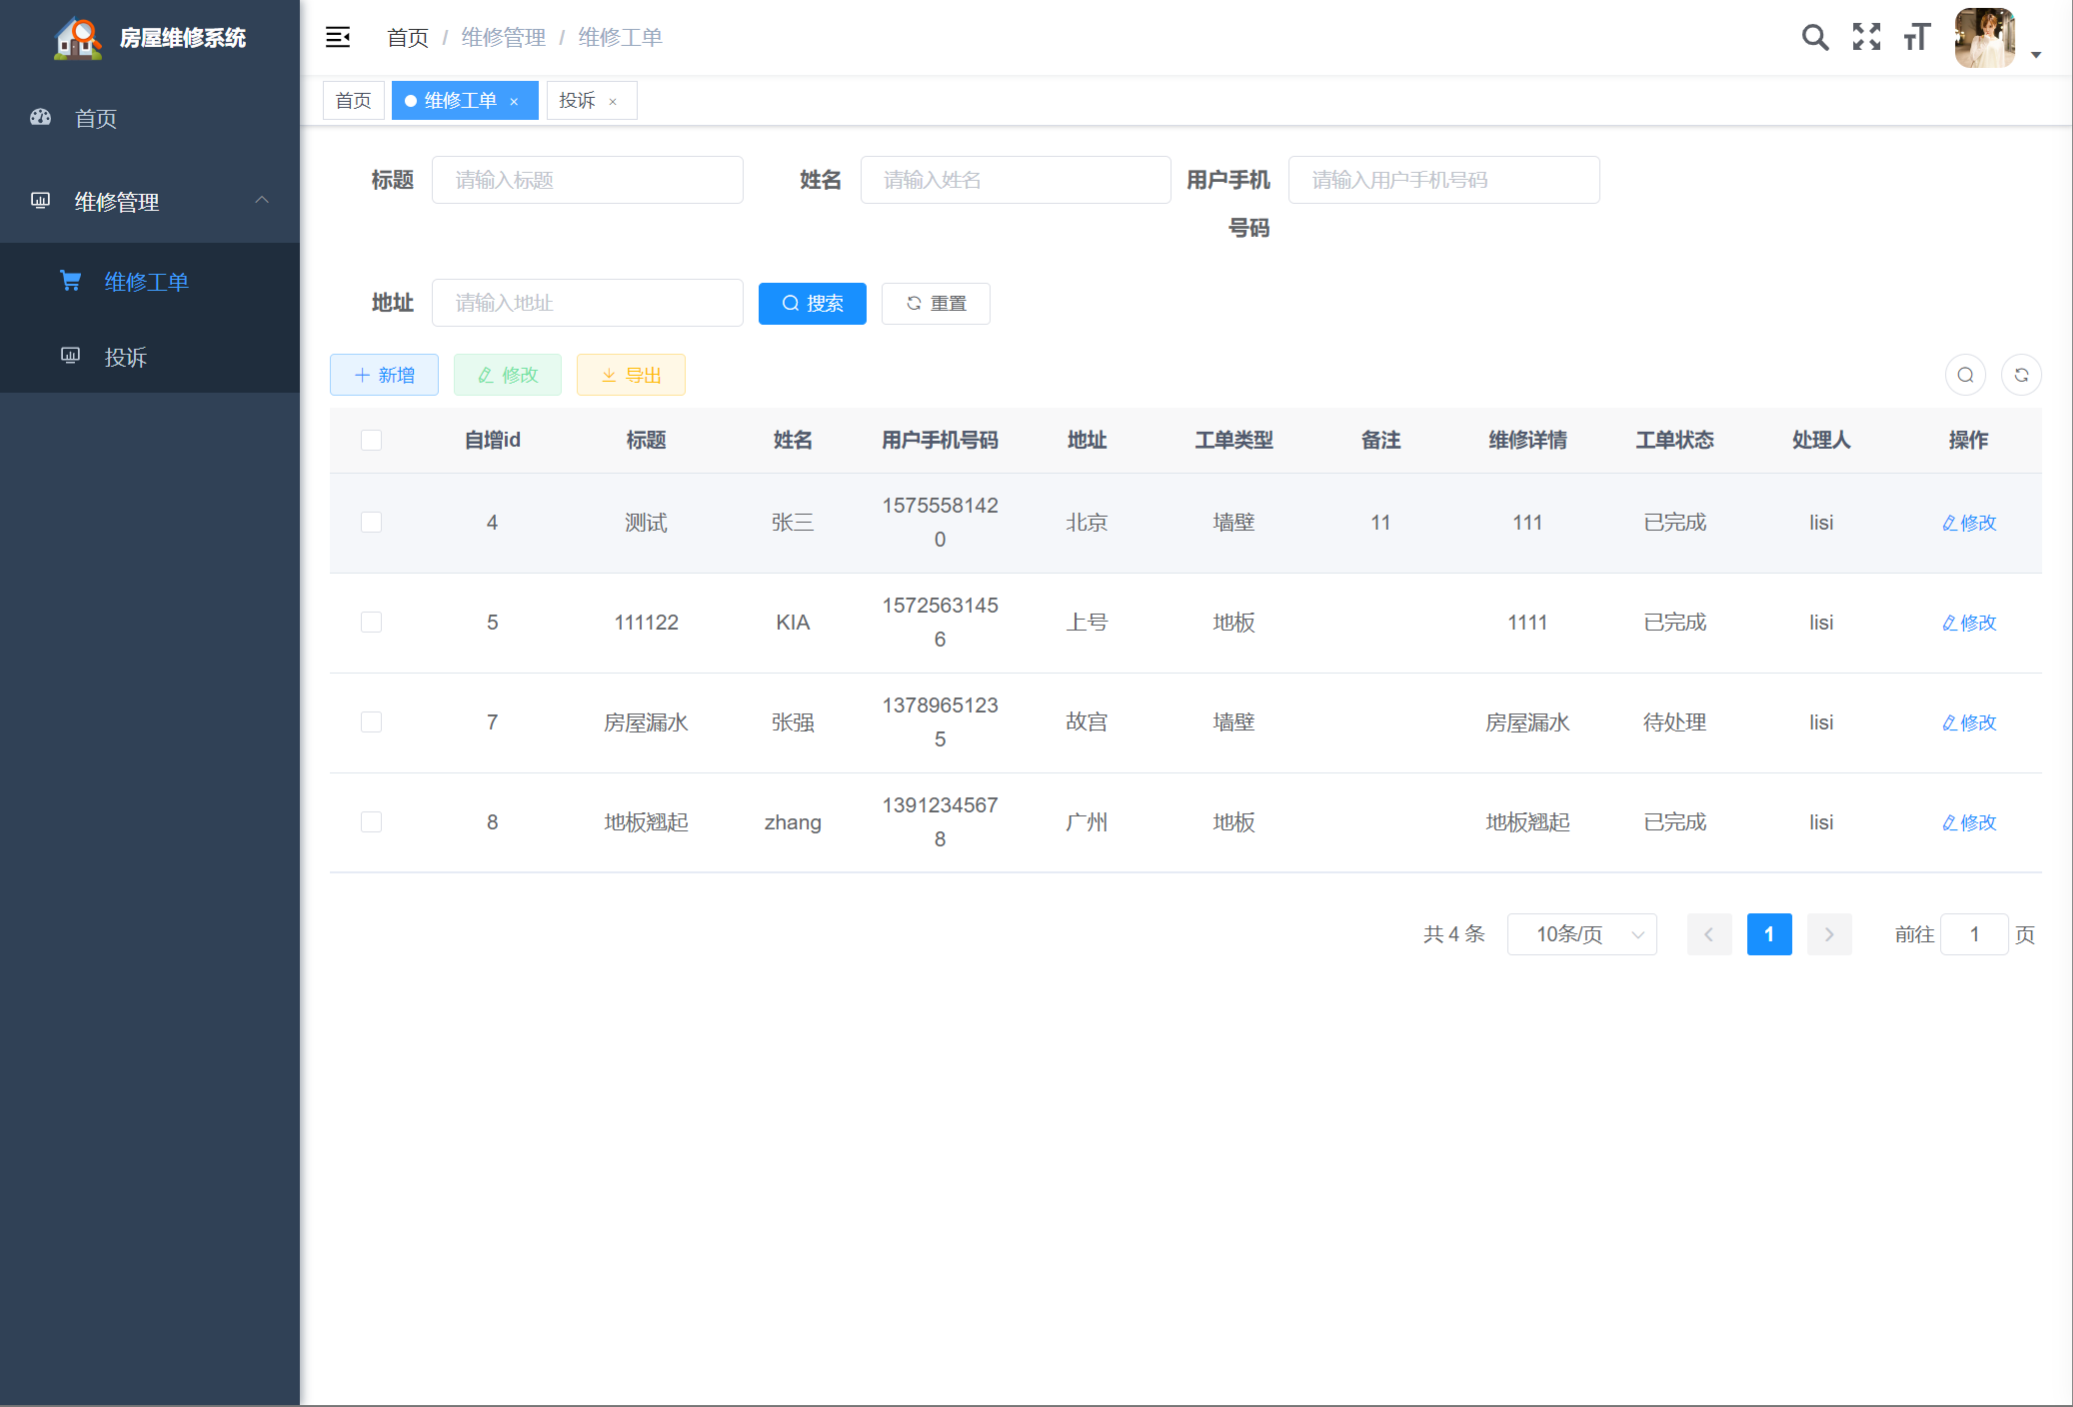 房屋维修系统
首页
维修管理
维修工单
投诉
首页 / 维修管理 / 维修工单
首页 维修工单 × 投诉 ×
标题 请输入标题 姓名 请输入姓名 用户手机号码 请输入用户手机号码
地址 请输入地址 搜索 重置
新增 修改 导出
自增id 标题 姓名 用户手机号码 地址 工单类型 备注 维修详情 工单状态 处理人 操作
4 测试 张三 15755581420 北京 墙壁 11 111 已完成 lisi 修改
5 111122 KIA 15725631456 上号 地板 1111 已完成 lisi 修改
7 房屋漏水 张强 13789651235 故宫 墙壁 房屋漏水 待处理 lisi 修改
8 地板翘起 zhang 13912345678 广州 地板 地板翘起 已完成 lisi 修改
共 4 条 10条/页 1 前往 1 页